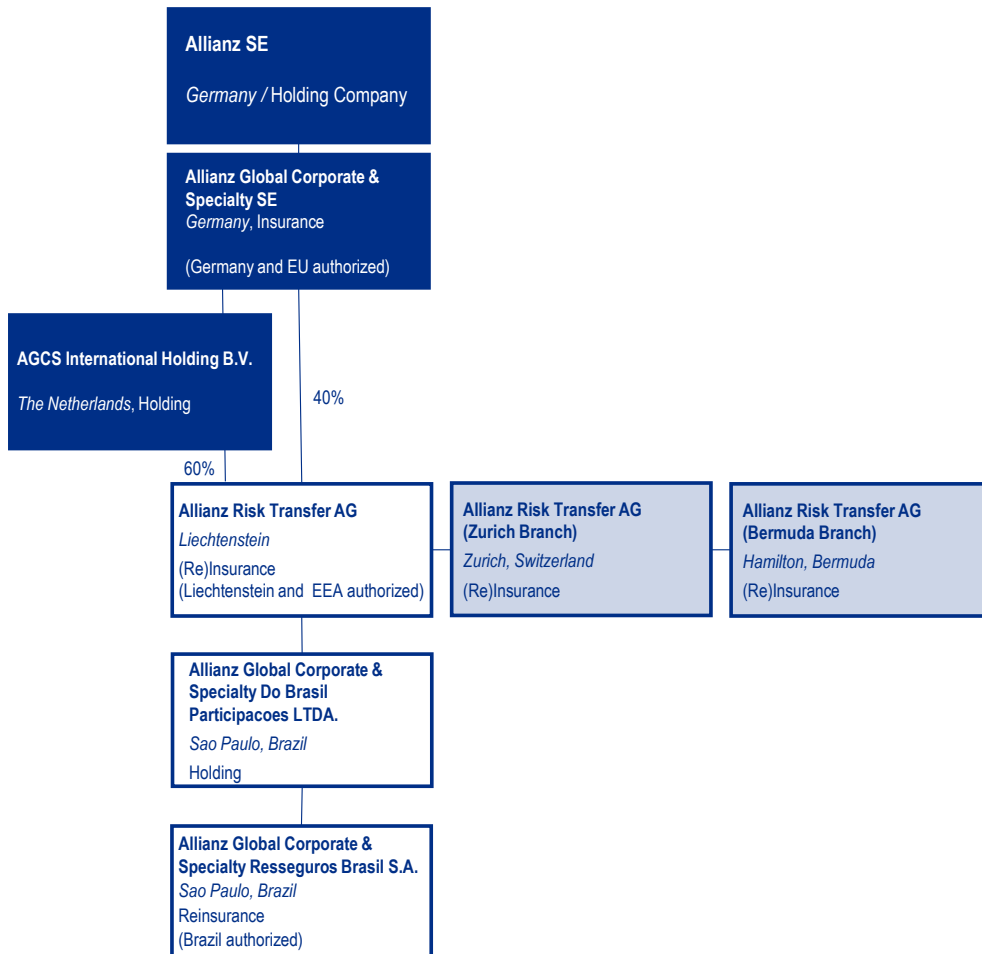 Allianz SE
Germany / Holding Company
Allianz Global Corporate &
Specialty SE
Germany, Insurance
(Germany and EU authorized)
AGCS International Holding B.V.
The Netherlands, Holding
40%
60%
Allianz Risk Transfer AG
Liechtenstein
(Re)Insurance
(Liechtenstein and EEA authorized)
Allianz Risk Transfer AG
(Zurich Branch)
Zurich, Switzerland
(Re)Insurance
Allianz Risk Transfer AG
(Bermuda Branch)
Hamilton, Bermuda
(Re)Insurance
Allianz Global Corporate &
Specialty Do Brasil
Participacoes LTDA.
Sao Paulo, Brazil
Holding
Allianz Global Corporate &
Specialty Resseguros Brasil S.A.
Sao Paulo, Brazil
Reinsurance
(Brazil authorized)